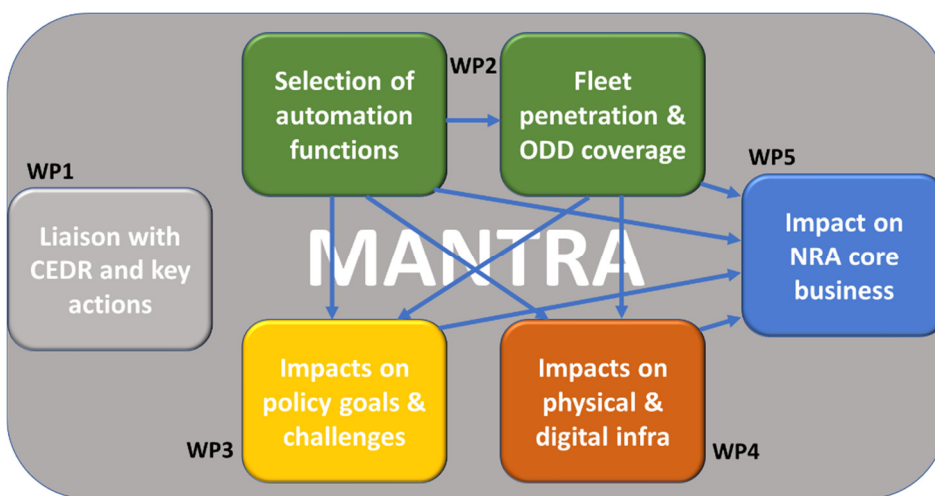 Selection of
automation
functions
WP2
Fleet
penetration &
ODD coverage
WP1
Liaison with
CEDR and key
actions
MANTRA
WP5
Impact on
NRA core
business
Impacts on
policy goals &
challenges
WP3
Impacts on
physical &
digital infra
WP4